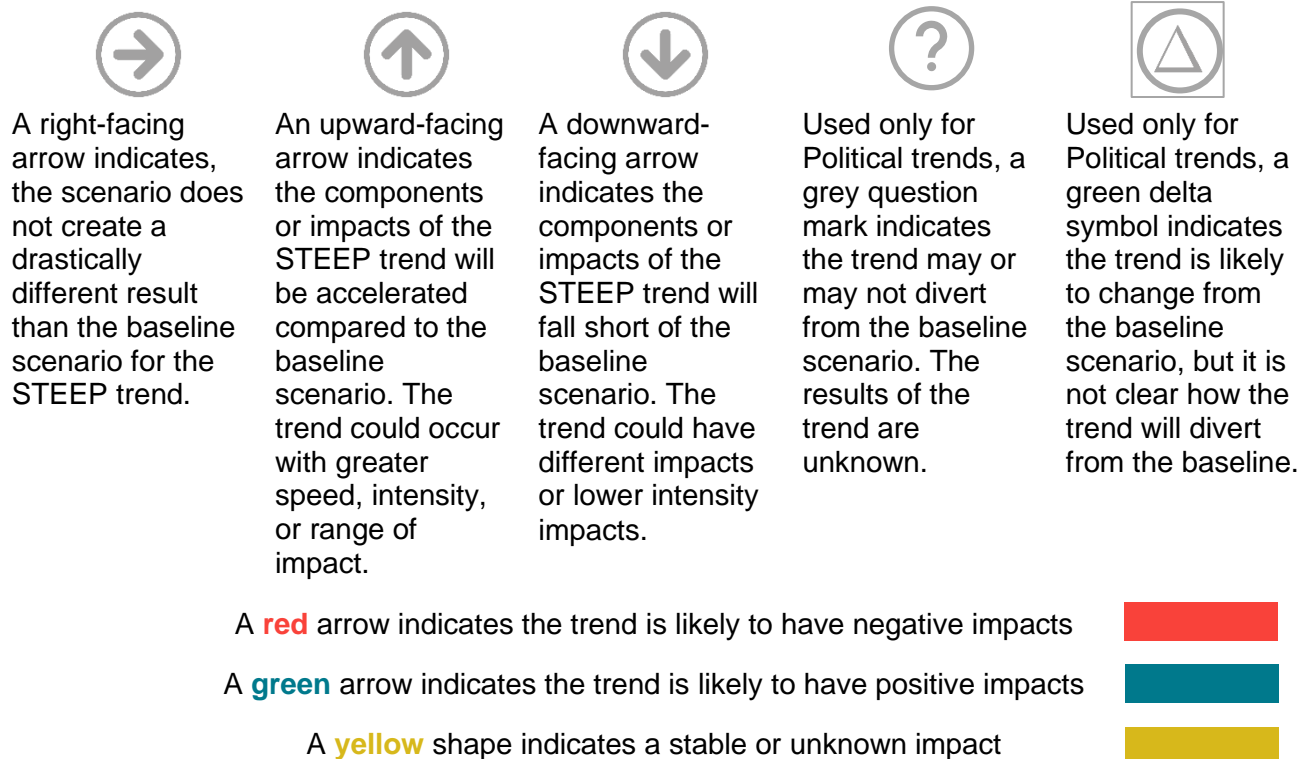 ?
Δ
A right-facing
arrow indicates,
the scenario does
not create a
drastically
different result
than the baseline
scenario for the
STEEP trend.
An upward-facing
arrow indicates
the components
or impacts of the
STEEP trend will
be accelerated
compared to the
baseline
scenario. The
trend could occur
with greater
speed, intensity,
or range of
impact.
A downward-
facing arrow
indicates the
components or
impacts of the
STEEP trend will
fall short of the
baseline
scenario. The
trend could have
different impacts
or lower intensity
impacts.
Used only for
Political trends, a
grey question
mark indicates
the trend may or
may not divert
from the baseline
scenario. The
results of the
trend are
unknown.
Used only for
Political trends, a
green delta
symbol indicates
the trend is likely
to change from
the baseline
scenario, but it is
not clear how the
trend will divert
from the baseline.
A red arrow indicates the trend is likely to have negative impacts
A green arrow indicates the trend is likely to have positive impacts
A yellow shape indicates a stable or unknown impact